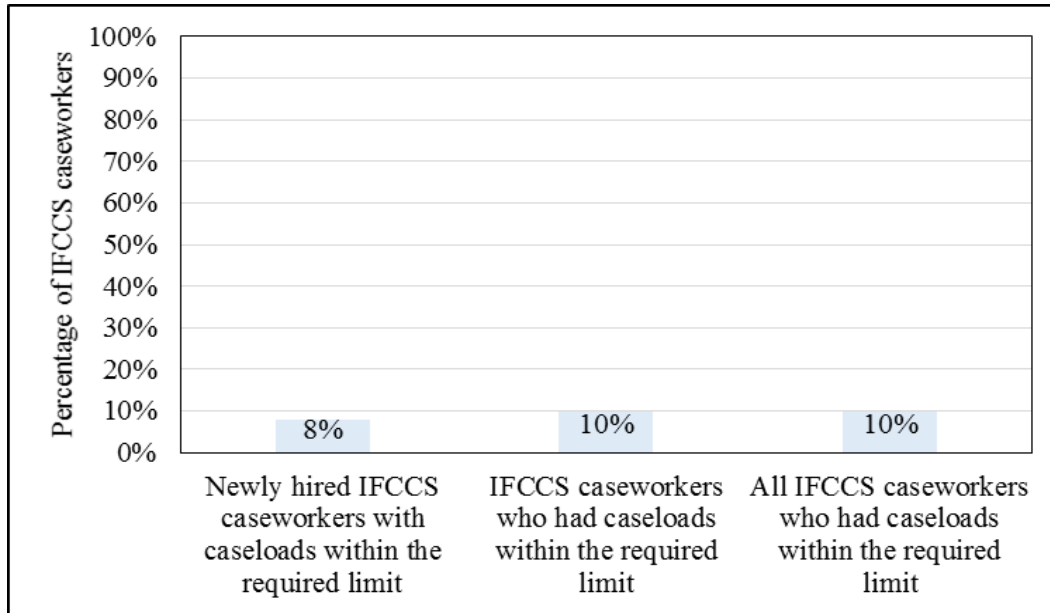 Percentage of IFCCS caseworkers
100%
90%
80%
70%
60%
50%
40%
30%
20%
10%
0%
8%
10%
10%
Newly hired IFCCS
caseworkers with
caseloads within the
required limit
IFCCS caseworkers
who had caseloads
within the required
limit
All IFCCS caseworkers
who had caseloads
within the required
limit